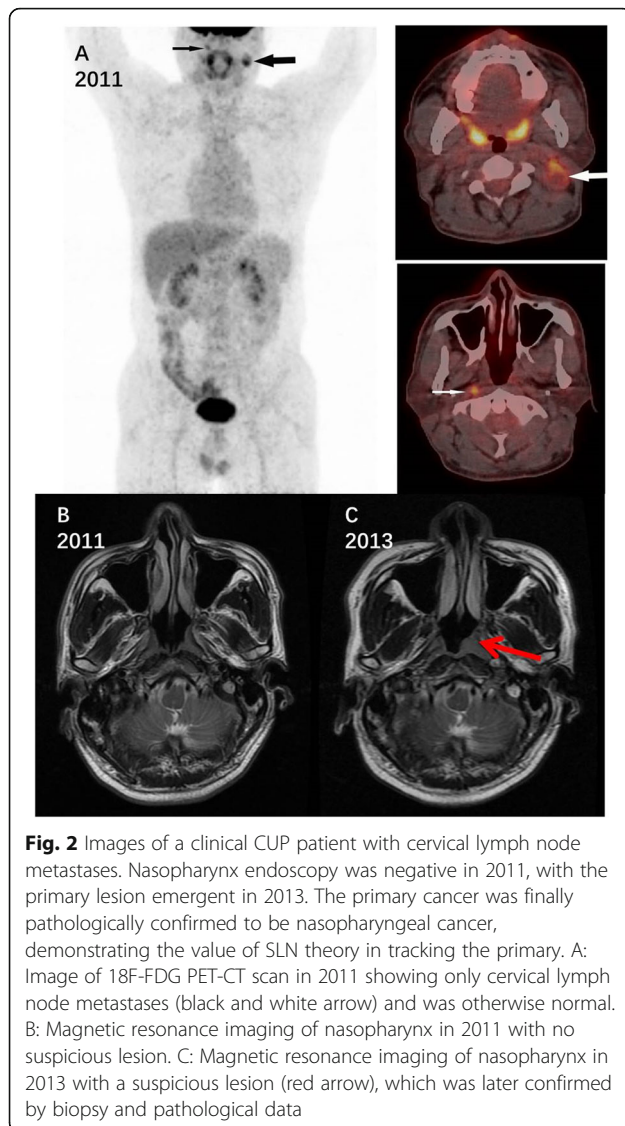 A
2011
B
2011
C
2013
Fig. 2 Images of a clinical CUP patient with cervical lymph node
metastases. Nasopharynx endoscopy was negative in 2011, with the
primary lesion emergent in 2013. The primary cancer was finally
pathologically confirmed to be nasopharyngeal cancer,
demonstrating the value of SLN theory in tracking the primary. A:
Image of 18F-FDG PET-CT scan in 2011 showing only cervical lymph
node metastases (black and white arrow) and was otherwise normal.
B: Magnetic resonance imaging of nasopharynx in 2011 with no
suspicious lesion. C: Magnetic resonance imaging of nasopharynx in
2013 with a suspicious lesion (red arrow), which was later confirmed
by biopsy and pathological data